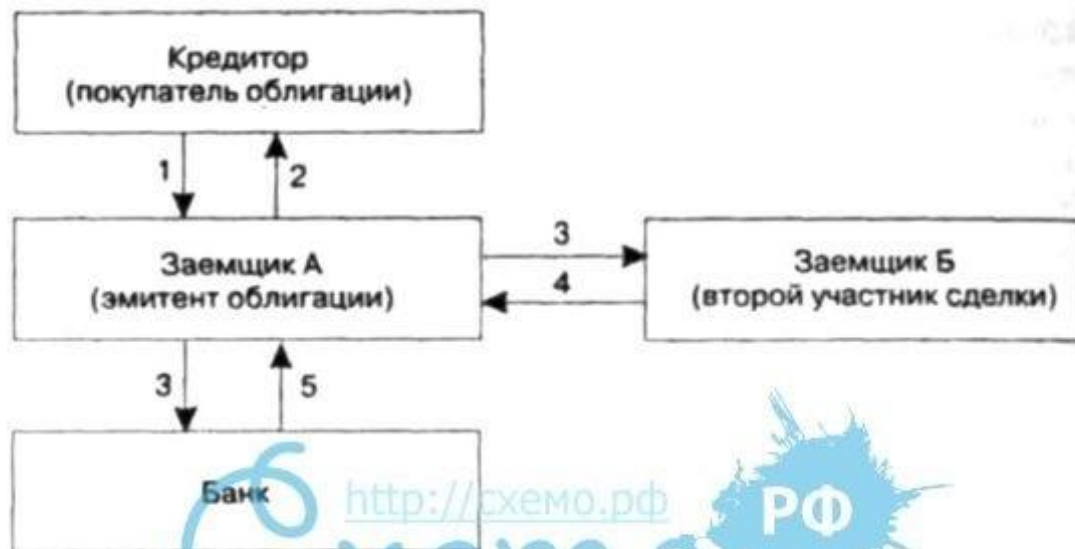 Кредитор
(покупатель облигации)
1
2
Заемщик А
(эмитент облигации)
3
4
Заемщик Б
(второй участник сделки)
3
5
Банк
http://схемо.рф
РФ